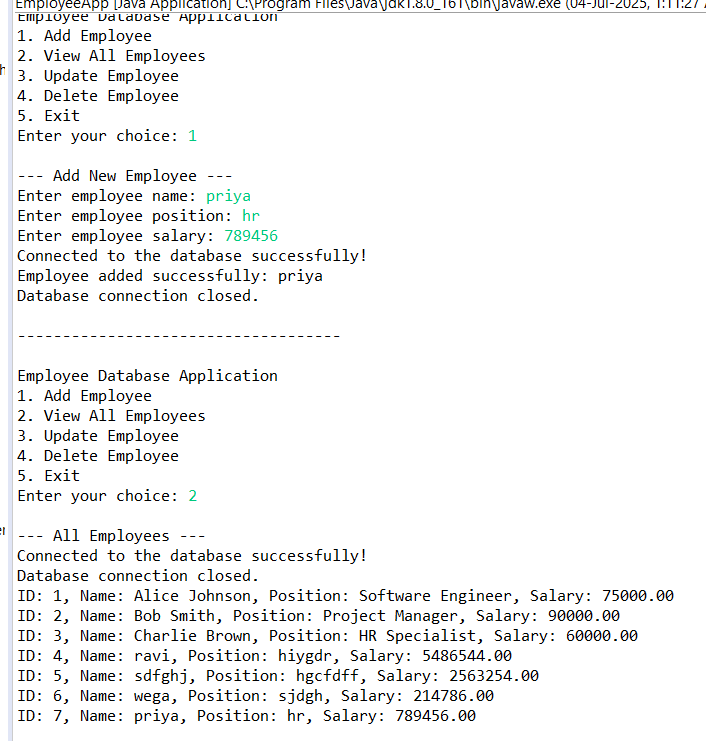 EmployeeApp [Java Application] C:\Program Files\Java\jdk1.8.0_161\bin\javaw.exe (04-Jul-2025, 1:11:27
Employee Database Application
1. Add Employee
2. View All Employees
3. Update Employee
4. Delete Employee
5. Exit
Enter your choice: 1
--- Add New Employee ---
Enter employee name: priya
Enter employee position: hr
Enter employee salary: 789456
Connected to the database successfully!
Employee added successfully: priya
Database connection closed.
------------------------------------
Employee Database Application
1. Add Employee
2. View All Employees
3. Update Employee
4. Delete Employee
5. Exit
Enter your choice: 2
--- All Employees ---
Connected to the database successfully!
Database connection closed.
ID: 1, Name: Alice Johnson, Position: Software Engineer, Salary: 75000.00
ID: 2, Name: Bob Smith, Position: Project Manager, Salary: 90000.00
ID: 3, Name: Charlie Brown, Position: HR Specialist, Salary: 60000.00
ID: 4, Name: ravi, Position: hiygdr, Salary: 5486544.00
ID: 5, Name: sdfghj, Position: hgcfdff, Salary: 2563254.00
ID: 6, Name: wega, Position: sjdgh, Salary: 214786.00
ID: 7, Name: priya, Position: hr, Salary: 789456.00